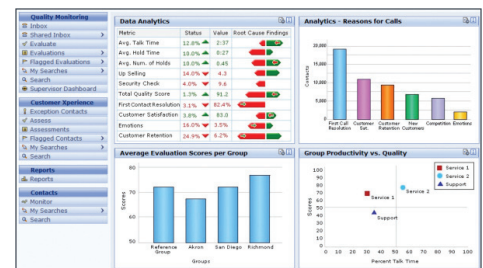 Quality Monitoring
Inbox
Shared Inbox
Evaluate
Evaluations
Flagged Evaluations
My Searches
Search
Supervisor Dashboard
Customer Xperience
Exception Contacts
Assess
Assessments
Flagged Contacts
My Searches
Search
Reports
Reports
Contacts
Monitor
My Searches
Search
Data Analytics
Metric Status Value Root Cause Findings
Avg. Talk Time 12.8% 2:37
Avg. Hold Time 10.0% 0:27
Avg. Num. of Holds 10.0% 0.45
Up Selling 14.0% 4.3
Security Check 4.0% 9.6
Total Quality Score 1.3% 91.2
First Contact Resolution 3.1% 82.4%
Customer Satisfaction 3.8% 83.0
Emotions 16.0% 3.5%
Customer Retention 24.9% 6.2%
Analytics - Reasons for Calls
Contacts
20,000
15,000
10,000
5,000
0
First Call Resolution
Customer Sat.
Customer Retention
New Customers
Competition
Emotions
Average Evaluation Scores per Group
Scores
80
70
60
50
Reference Group
Akron
San Diego
Richmond
Groups
Group Productivity vs. Quality
Scores
100
90
80
70
60
50
40
30
20
10
0
0 10 20 30 40 50 60 70 80 90 100
Percent Talk Time
Service 1
Service 2
Support
Service 1
Service 2
Support